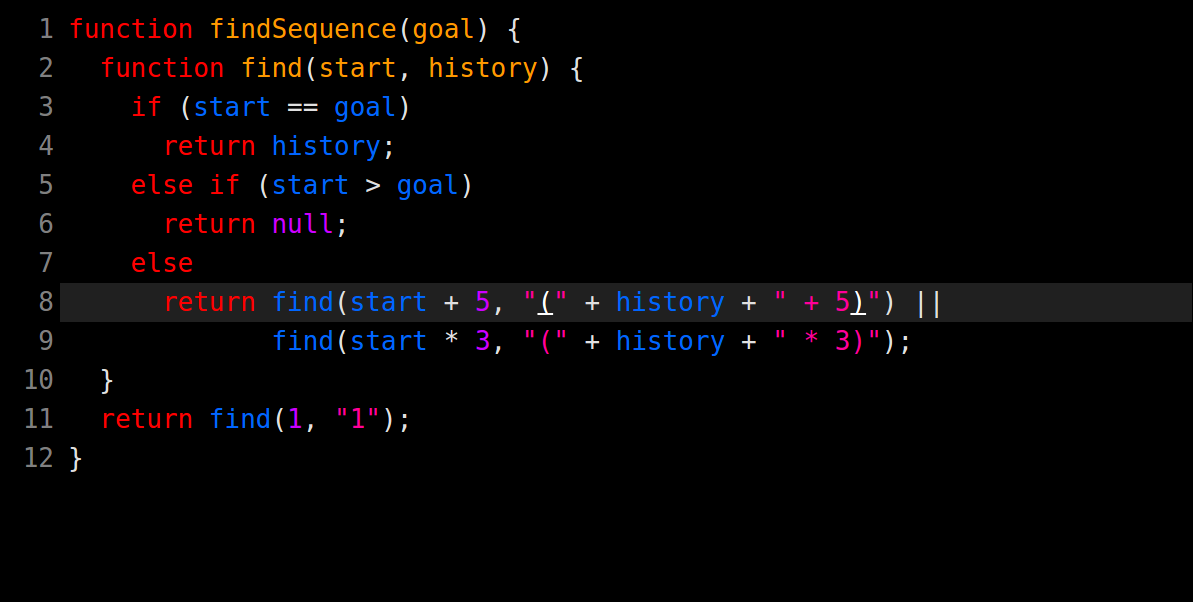 1 function findSequence(goal) {
2   function find(start, history) {
3     if (start == goal)
4       return history;
5     else if (start > goal)
6       return null;
7     else
8       return find(start + 5, "(" + history + " + 5)") ||
9              find(start * 3, "(" + history + " * 3)");
10   }
11   return find(1, "1");
12 }